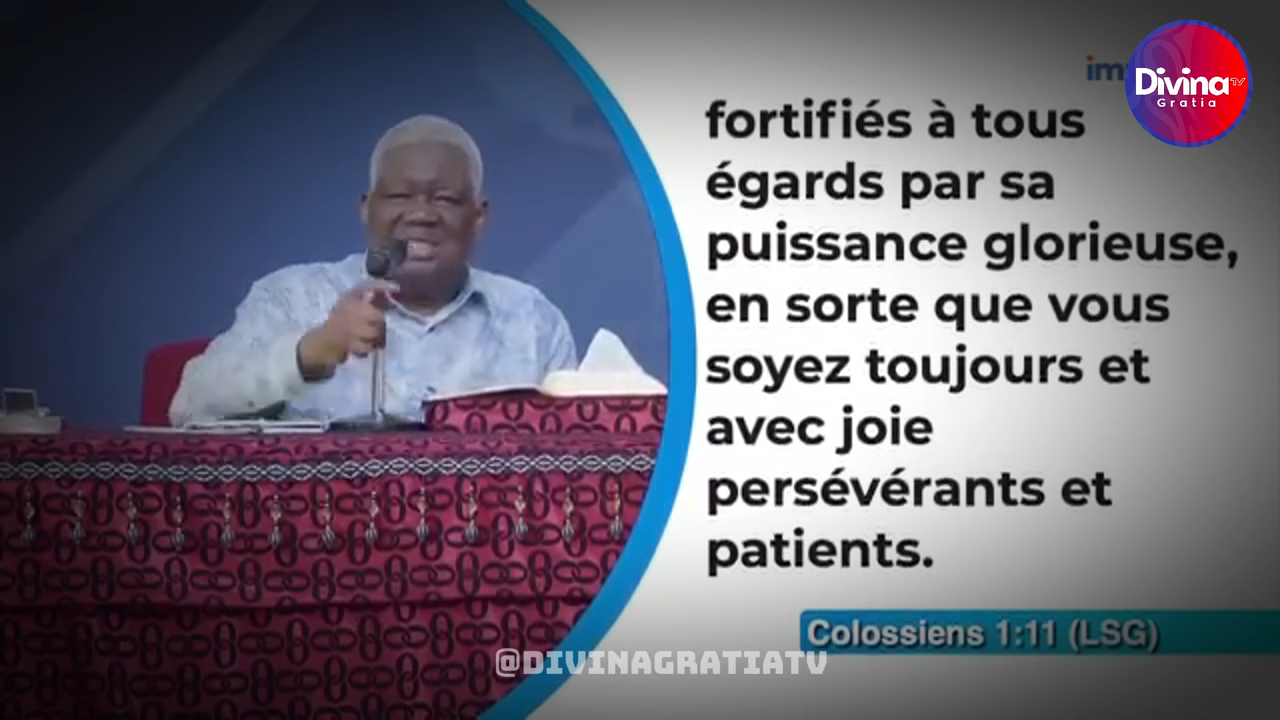 Divina TV
Gratia
fortifiés à tous
égards par sa
puissance glorieuse,
en sorte que vous
soyez toujours et
avec joie
persévérants et
patients.
Colossiens 1:11 (LSG)
@DIVINAGRATIATV